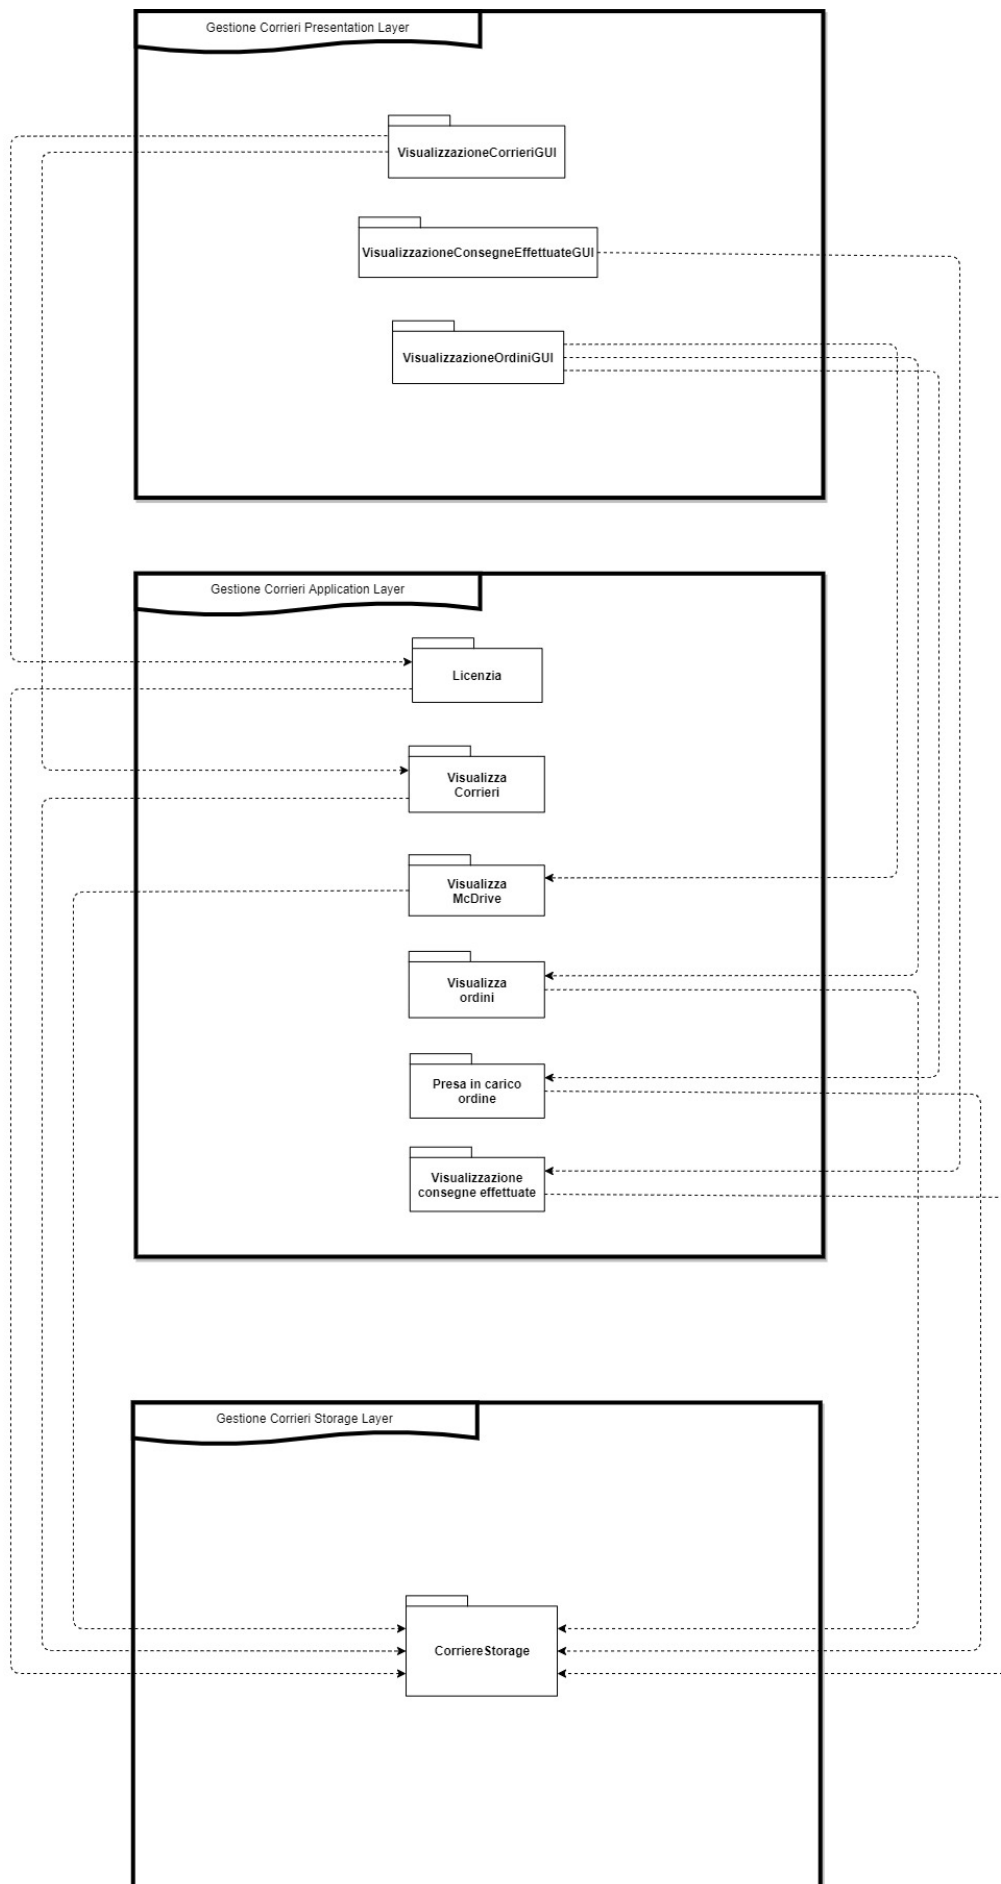 Gestione Corrieri Presentation Layer
VisualizzazioneCorrieriGUI
VisualizzazioneConsegneEffettuateGUI
VisualizzazioneOrdiniGUI
Gestione Corrieri Application Layer
Licenzia
Visualizza
Corrieri
Visualizza
McDrive
Visualizza
ordini
Presa in carico
ordine
Visualizzazione
consegne effettuate
Gestione Corrieri Storage Layer
CorriereStorage